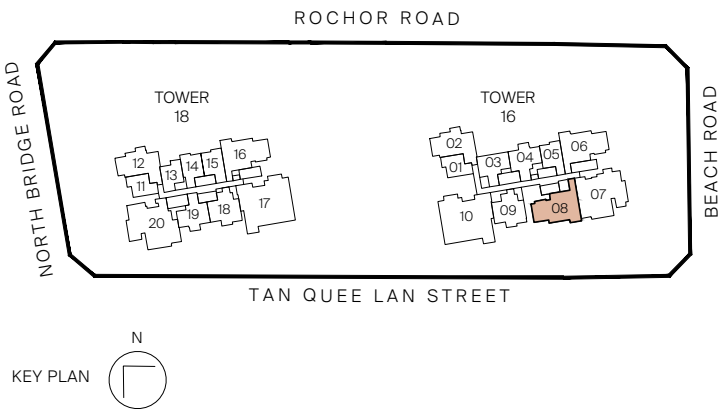 ROCHOR ROAD
NORTH BRIDGE ROAD
BEACH ROAD
TOWER
18
TOWER
16
12
11
13
14
15
16
20
19
18
17
02
01
03
04
05
06
10
09
08
07
TAN QUEE LAN STREET
N
KEY PLAN